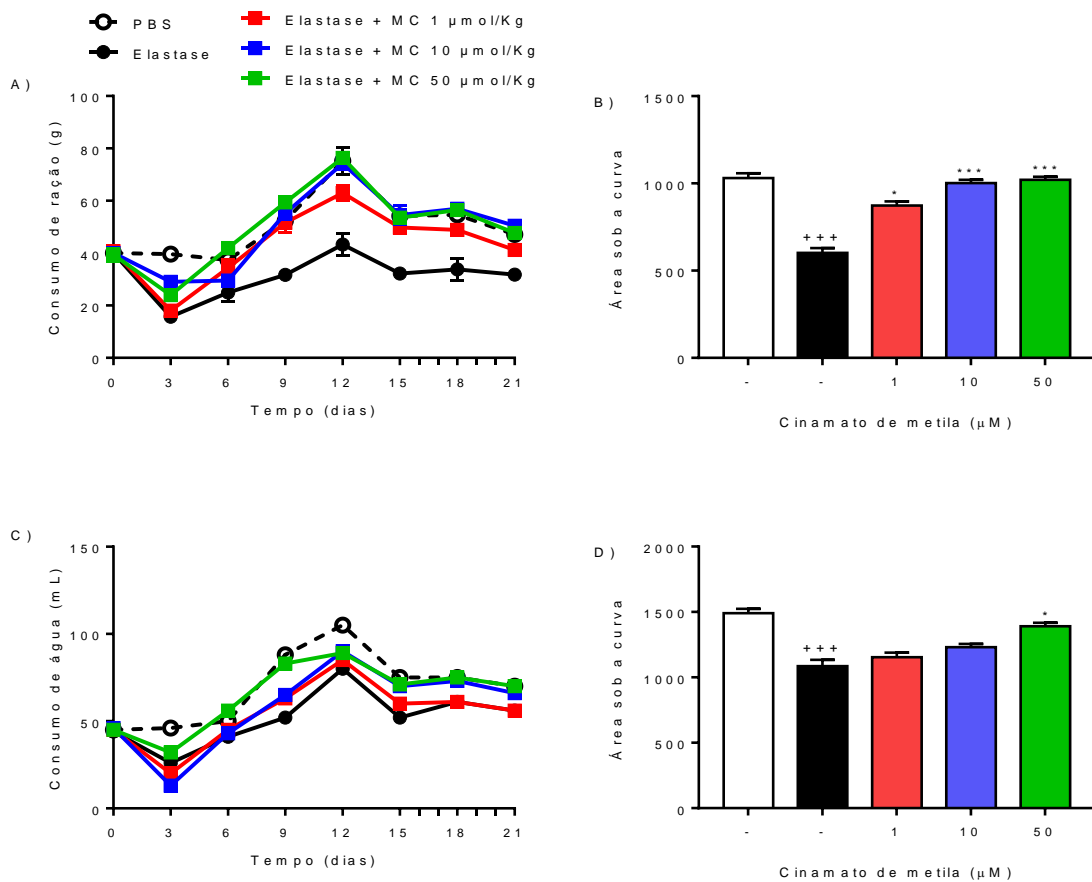 PBS
Elastase
Elastase + MC 1 µmol/Kg
Elastase + MC 10 µmol/Kg
Elastase + MC 50 µmol/Kg
A)
Consumo de ração (g)
100
80
60
40
20
0
0 3 6 9 12 15 18 21
Tempo (dias)
B)
Área sob a curva
1500
1000
500
0
+++
*
***
***
- - 1 10 50
Cinamato de metila (µM)
C)
Consumo de água (mL)
150
100
50
0
0 3 6 9 12 15 18 21
Tempo (dias)
D)
Área sob a curva
2000
1500
1000
500
0
+++
*
- - 1 10 50
Cinamato de metila (µM)